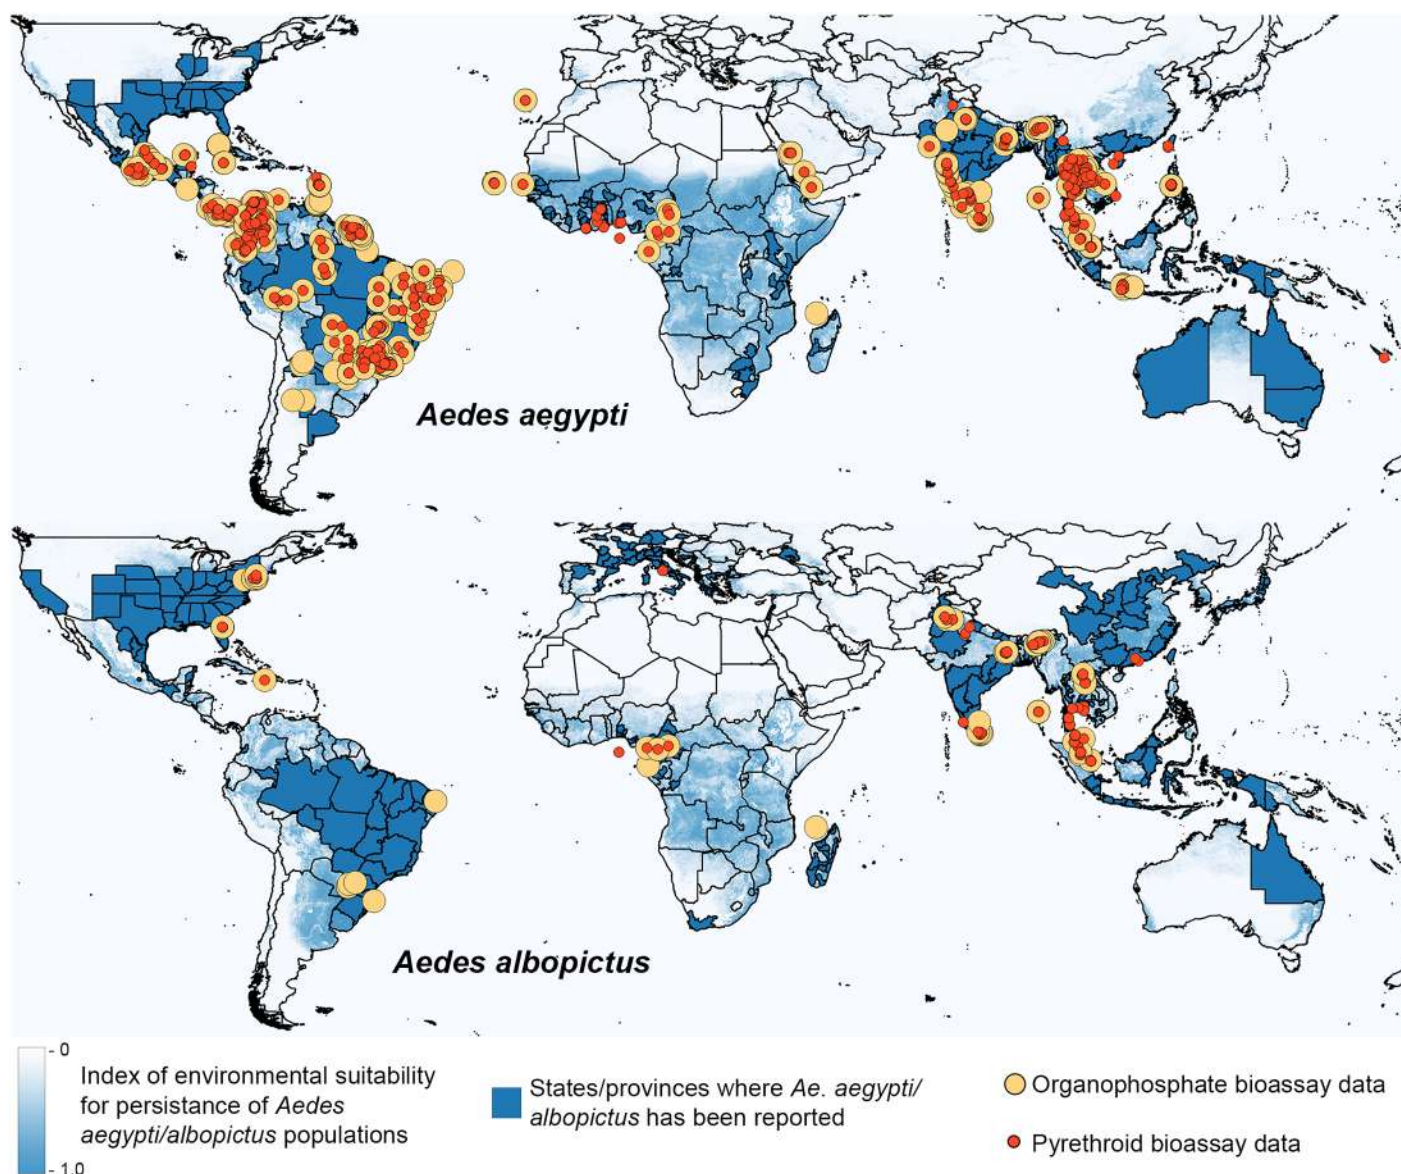 Aedes aegypti
Aedes albopictus
- 0
Index of environmental suitability
for persistance of Aedes
aegypti/albopictus populations
- 1.0
States/provinces where Ae. aegypti/
albopictus has been reported
Organophosphate bioassay data
Pyrethroid bioassay data